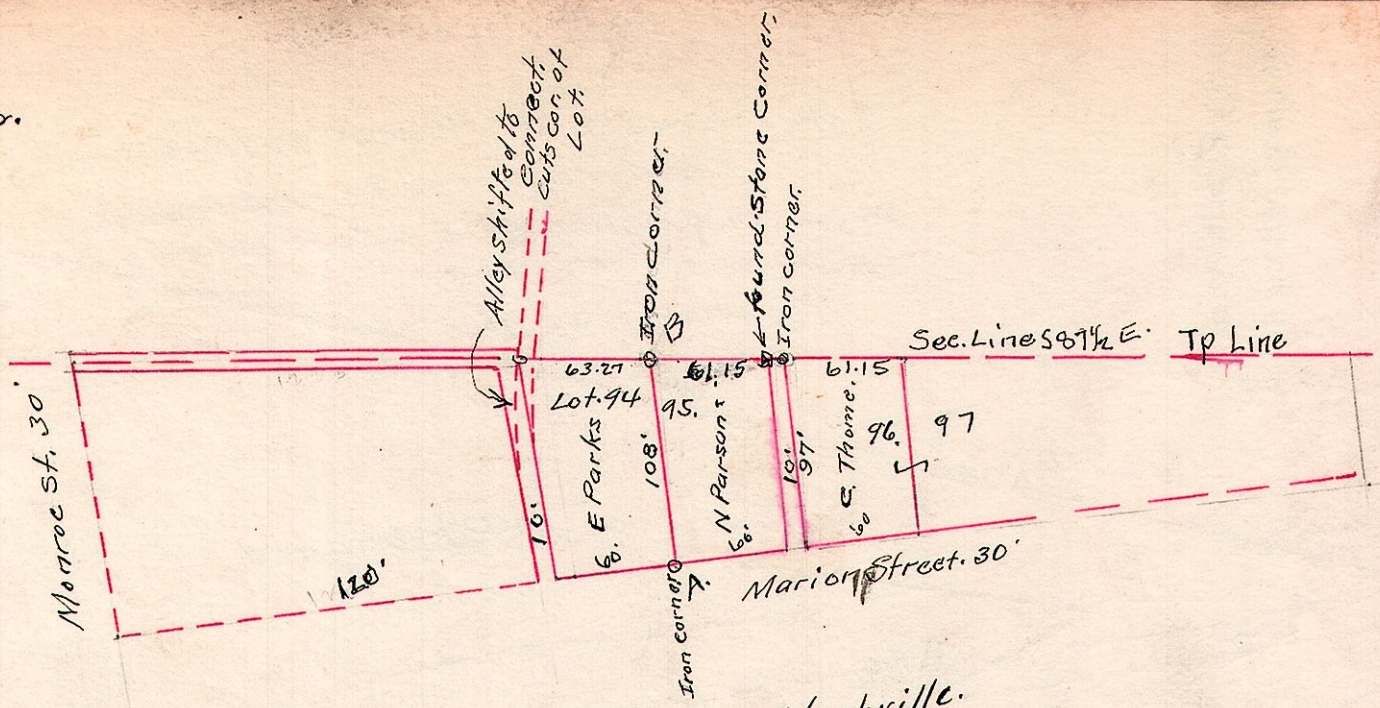 r.
Alley shifted to
connect.
cuts cor. of
Lot.
Iron corner.
B
found Stone Corner.
Iron corner.
Sec. Line S 87½ E. Tp Line
63.27
61.15
61.15
Lot. 94
95.
96.
97
Monroe St. 30'
120'
10'
E Parks
60.
108'
N Parson
60.
10'
97'
C. Thome.
60
Marion Street. 30'
Iron corner
A.